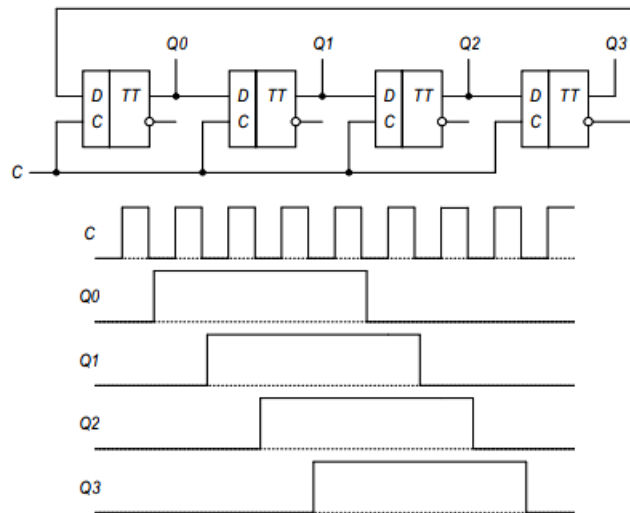 Q0 Q1 Q2 Q3
D TT D TT D TT D TT
C C C C
C
C
Q0
Q1
Q2
Q3